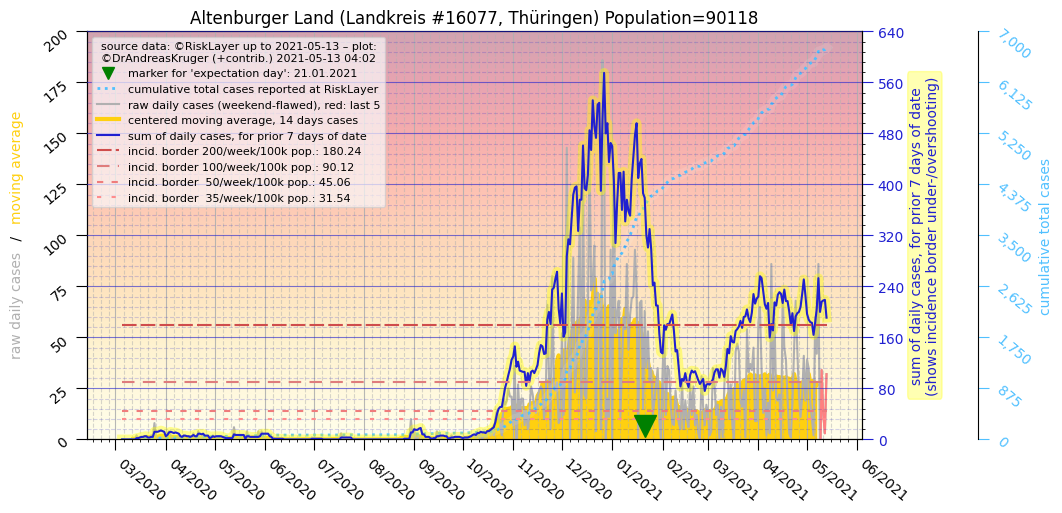 Altenburger Land (Landkreis #16077, Thüringen) Population=90118
source data: ©RiskLayer up to 2021-05-13 – plot:
©DrAndreasKruger (+contrib.) 2021-05-13 04:02
marker for 'expectation day': 21.01.2021
cumulative total cases reported at RiskLayer
raw daily cases (weekend-flawed), red: last 5
centered moving average, 14 days cases
sum of daily cases, for prior 7 days of date
incid. border 200/week/100k pop.: 180.24
incid. border 100/week/100k pop.: 90.12
incid. border  50/week/100k pop.: 45.06
incid. border  35/week/100k pop.: 31.54
raw daily cases  /  moving average
200
175
150
125
100
75
50
25
0
03/2020
04/2020
05/2020
06/2020
07/2020
08/2020
09/2020
10/2020
11/2020
12/2020
01/2021
02/2021
03/2021
04/2021
05/2021
06/2021
640
560
480
400
320
240
160
80
0
sum of daily cases, for prior 7 days of date
(shows incidence border under-/overshooting)
7,000
6,125
5,250
4,375
3,500
2,625
1,750
875
0
cumulative total cases